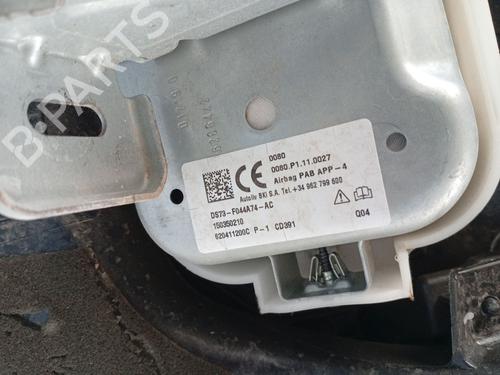 B-PARTS
0080
0080.P1.11.0027
Airbag PAB APP-4
Autoliv BKI S.A. Tel.+34 962 799 600
DS73-F044A74-AC
150350210
620411200C P-1 CD391
Q04